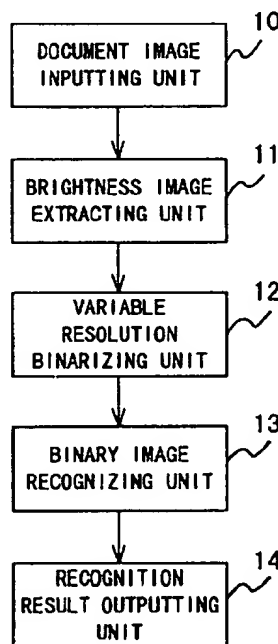 10
DOCUMENT IMAGE
INPUTTING UNIT
11
BRIGHTNESS IMAGE
EXTRACTING UNIT
12
VARIABLE
RESOLUTION
BINARIZING UNIT
13
BINARY IMAGE
RECOGNIZING UNIT
14
RECOGNITION
RESULT OUTPUTTING
UNIT